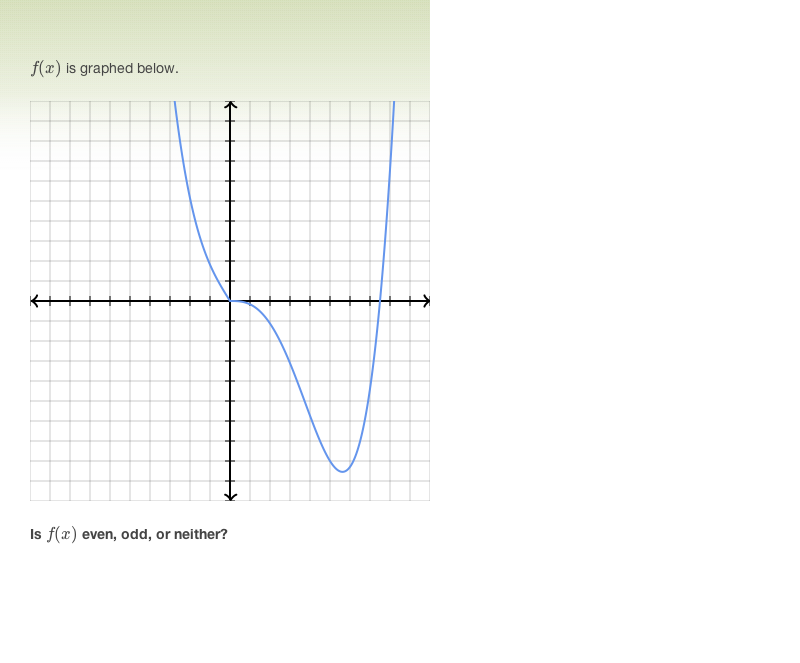 f(x) is graphed below.
Is f(x) even, odd, or neither?